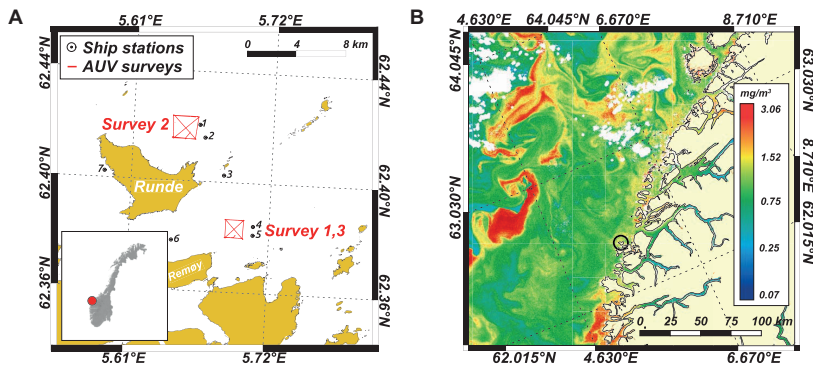 A
5.61°E
5.72°E
62.44°N
62.44°N
Ship stations
AUV surveys
0 4 8 km
Survey 2
1
2
62.40°N
62.40°N
7
3
Runde
4
Survey 1,3
5
6
Remøy
62.36°N
62.36°N
5.61°E
5.72°E
B
4.630°E
64.045°N
6.670°E
8.710°E
64.045°N
63.030°N
mg/m³
3.06
1.52
0.75
0.25
0.07
8.710°E
63.030°N
62.015°N
0 25 50 75 100 km
62.015°N
4.630°E
6.670°E